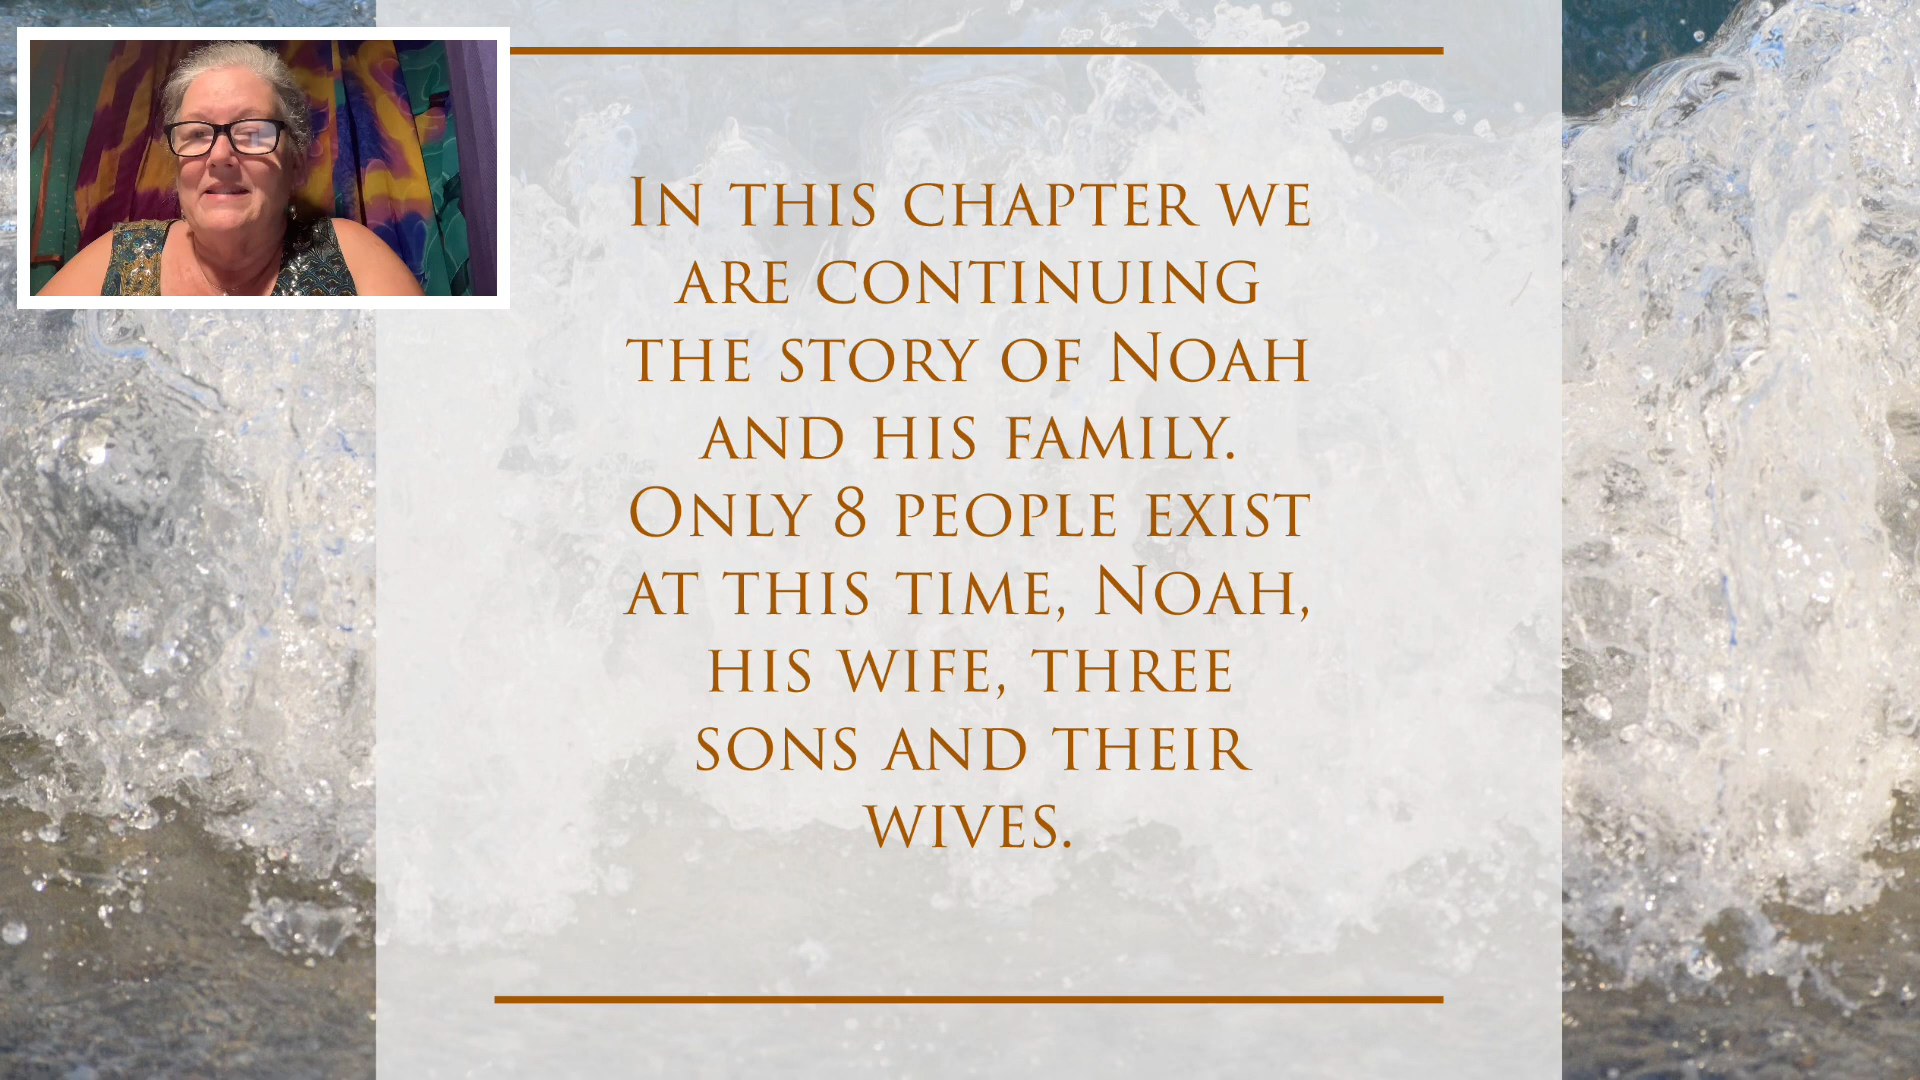 In this chapter we
are continuing
the story of Noah
and his family.
Only 8 people exist
at this time, Noah,
his wife, three
sons and their
wives.